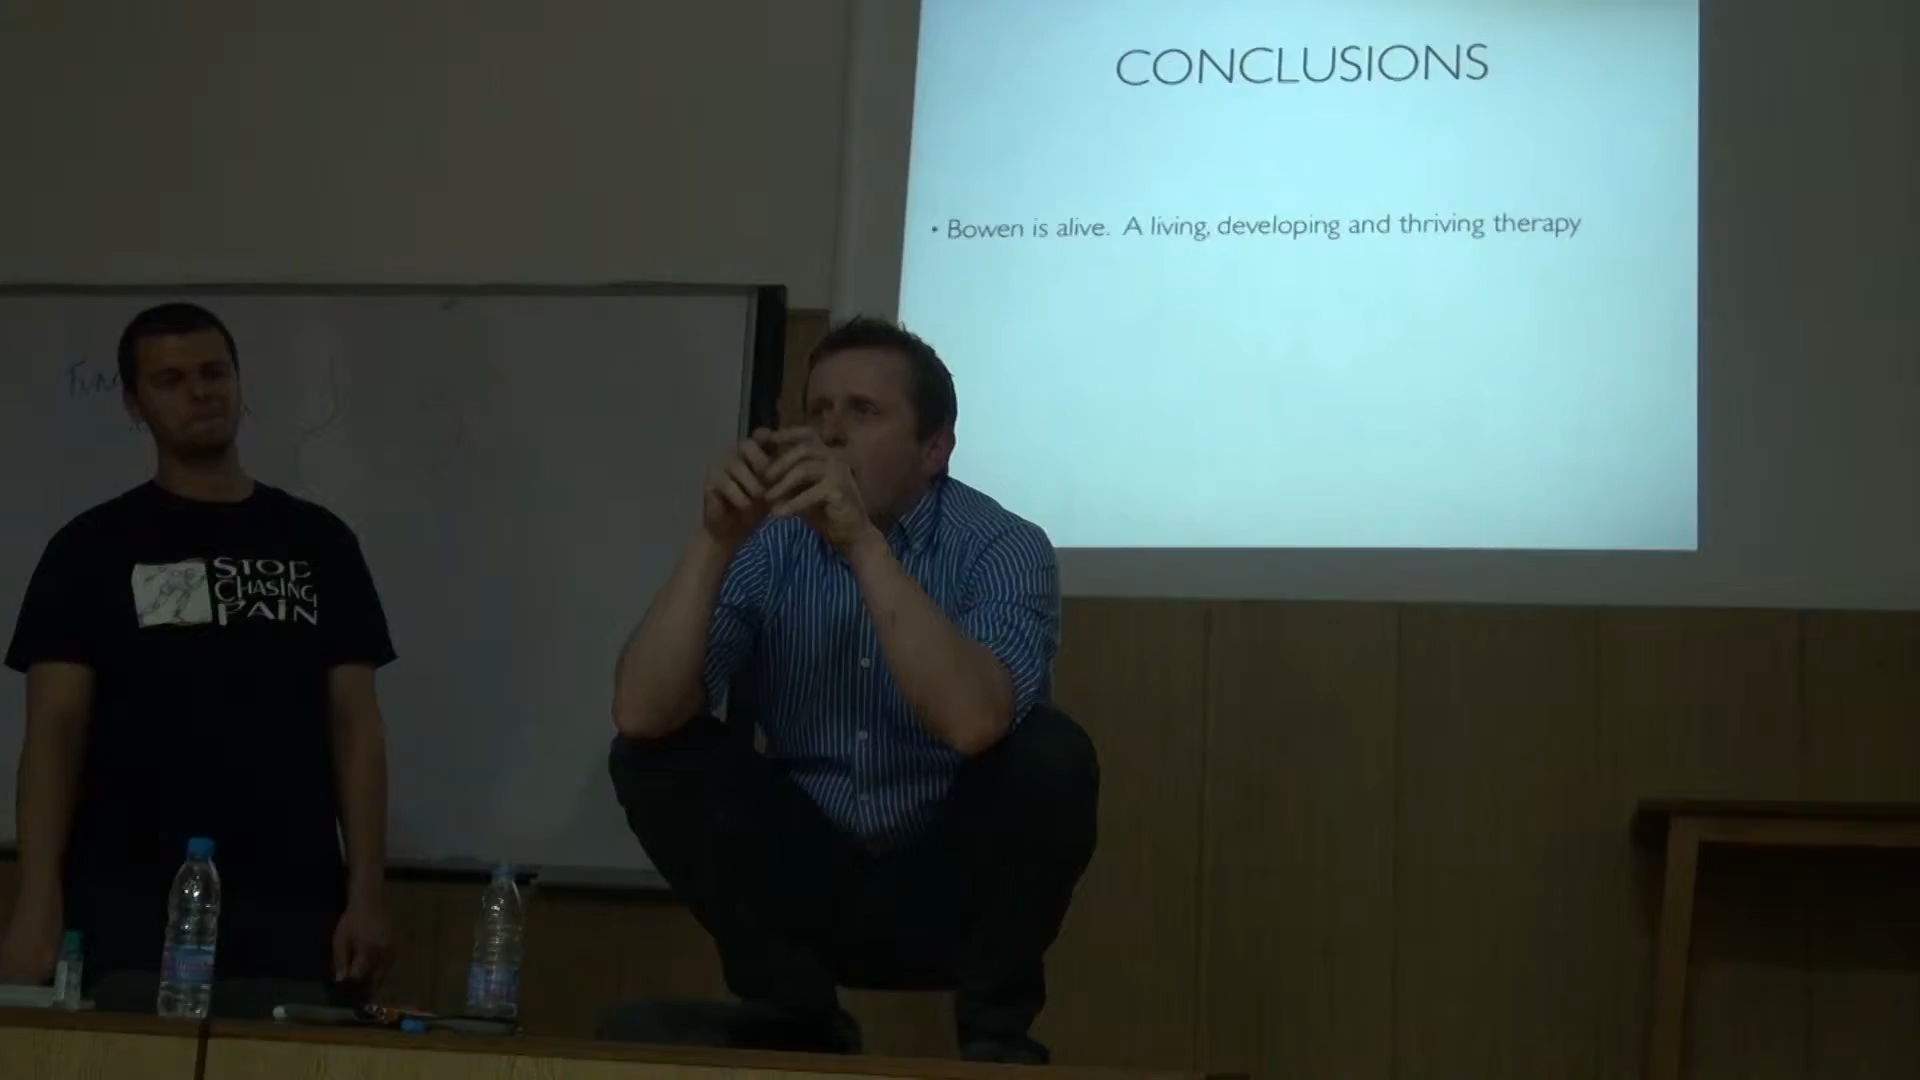 CONCLUSIONS
• Bowen is alive. A living, developing and thriving therapy
STOP
CHASING
PAIN